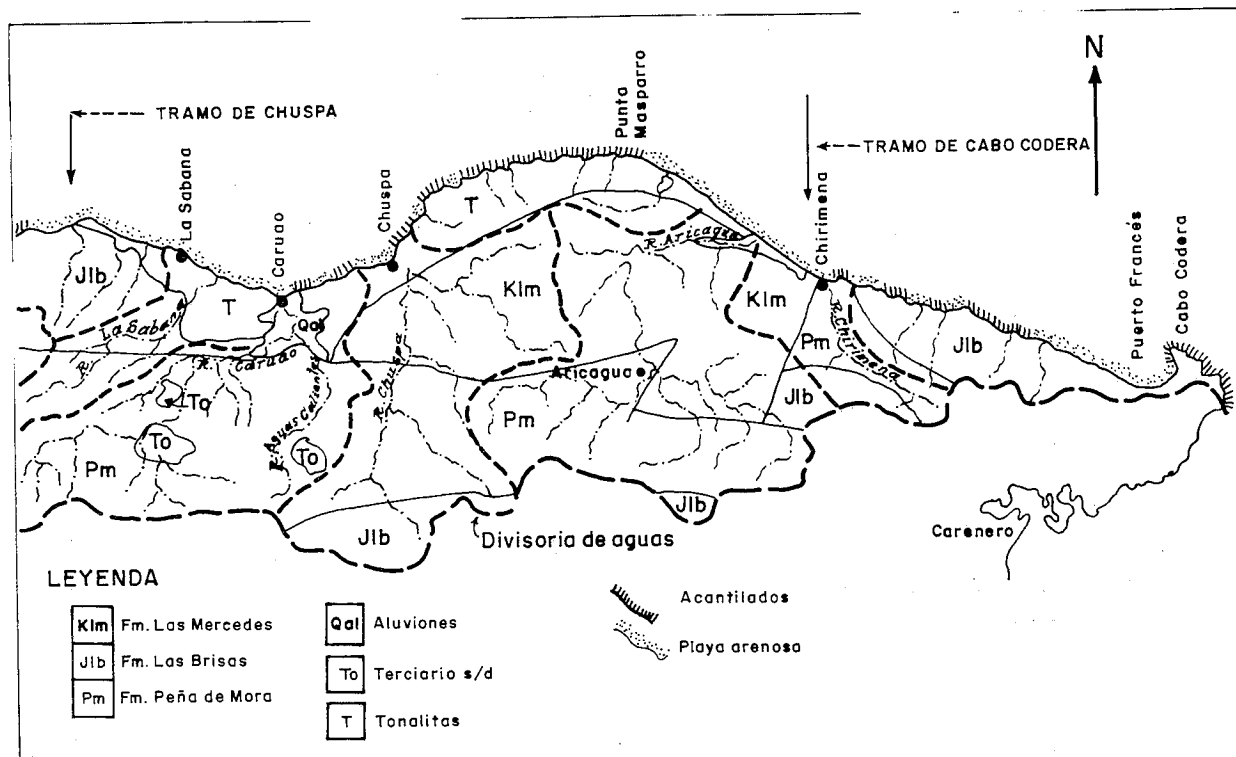 N
TRAMO DE CHUSPA
Punta Masparro
TRAMO DE CABO CODERA
La Sabana
Caruao
Chuspa
T
Chirimena
Puerto Francés
Cabo Codera
R. Aricagua
Jlb
T
Klm
Klm
La Sabana
Qal
R.
R. Caruao
R. Chuspa
Pm
R. Chirimena
Jlb
Aricagua
To
Jlb
R. Aguas Calientes
Pm
To
To
Pm
Jlb
Jlb
Divisoria de aguas
Carenero
LEYENDA
Klm Fm. Las Mercedes
Jlb Fm. Las Brisas
Pm Fm. Peña de Mora
Qal Aluviones
To Terciario s/d
T Tonalitas
Acantilados
Playa arenosa